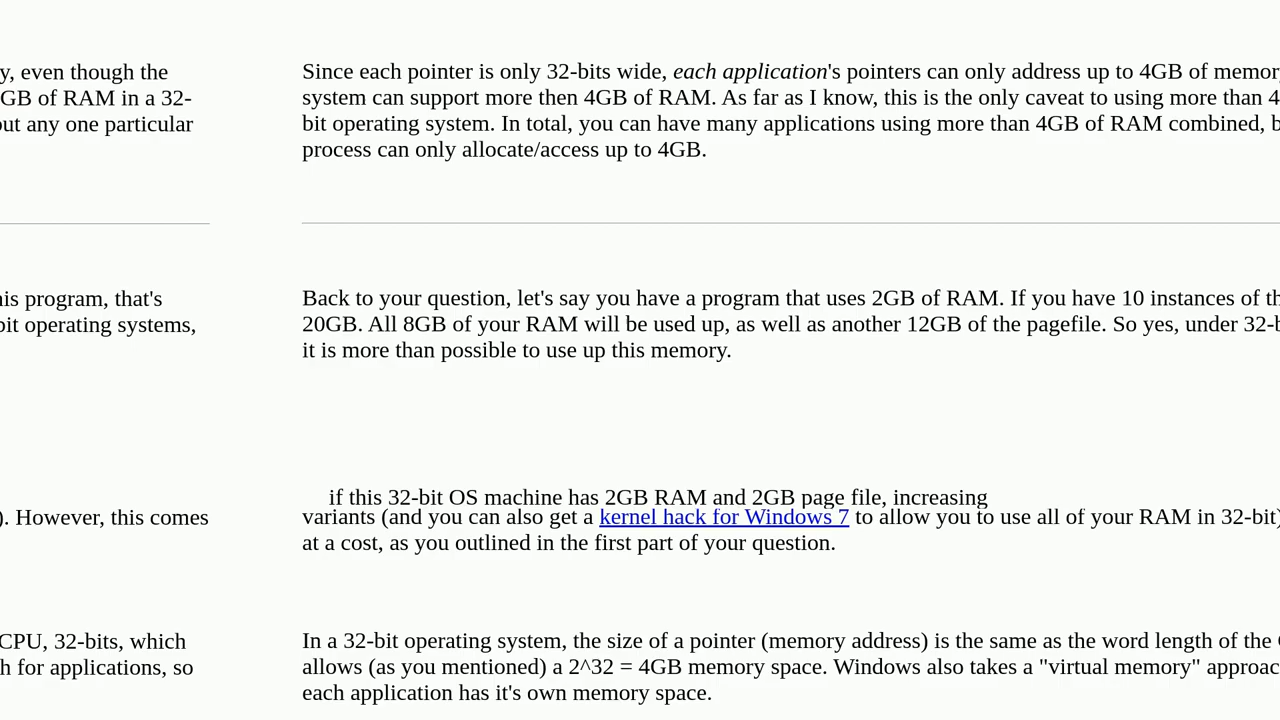 y, even though the
GB of RAM in a 32-
out any one particular
Since each pointer is only 32-bits wide, each application's pointers can only address up to 4GB of memory
system can support more then 4GB of RAM. As far as I know, this is the only caveat to using more than 4
bit operating system. In total, you can have many applications using more than 4GB of RAM combined, b
process can only allocate/access up to 4GB.
his program, that's
bit operating systems,
Back to your question, let's say you have a program that uses 2GB of RAM. If you have 10 instances of th
20GB. All 8GB of your RAM will be used up, as well as another 12GB of the pagefile. So yes, under 32-b
it is more than possible to use up this memory.
). However, this comes
if this 32-bit OS machine has 2GB RAM and 2GB page file, increasing
variants (and you can also get a kernel hack for Windows 7 to allow you to use all of your RAM in 32-bit)
at a cost, as you outlined in the first part of your question.
CPU, 32-bits, which
h for applications, so
In a 32-bit operating system, the size of a pointer (memory address) is the same as the word length of the C
allows (as you mentioned) a 2^32 = 4GB memory space. Windows also takes a "virtual memory" approac
each application has it's own memory space.